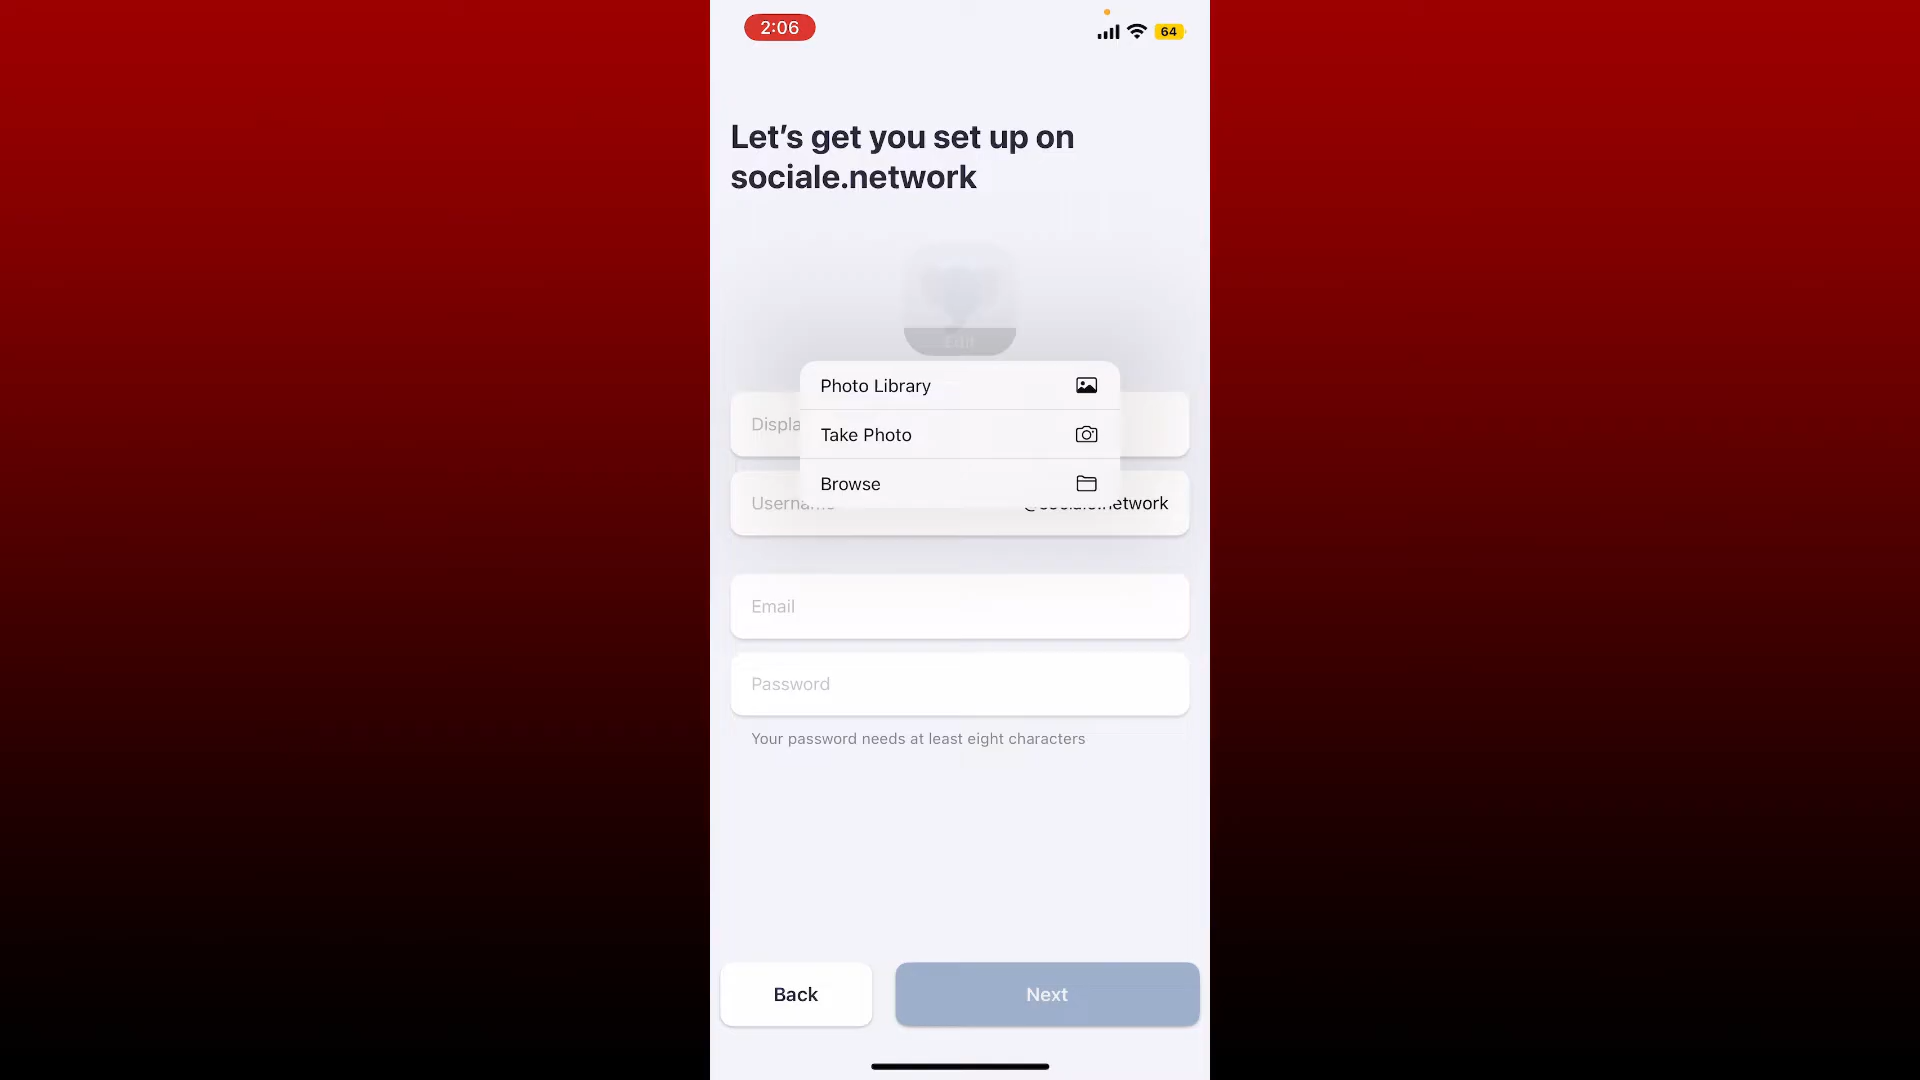 2:06
64
Let's get you set up on
sociale.network
Edit
Photo Library
Displa
Take Photo
Browse
Username
@sociale.network
Email
Password
Your password needs at least eight characters
Back
Next